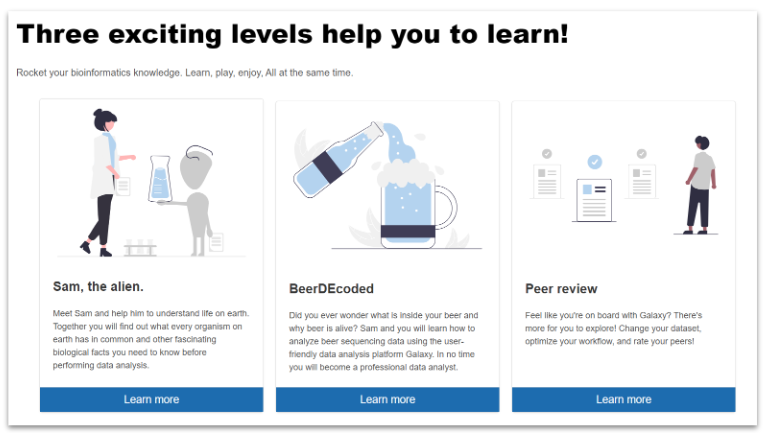 Three exciting levels help you to learn!
Rocket your bioinformatics knowledge. Learn, play, enjoy, All at the same time.
Sam, the alien.
Meet Sam and help him to understand life on earth.
Together you will find out what every organism on
earth has in common and other fascinating
biological facts you need to know before
performing data analysis.
Learn more
BeerDEcoded
Did you ever wonder what is inside your beer and
why beer is alive? Sam and you will learn how to
analyze beer sequencing data using the user-
friendly data analysis platform Galaxy. In no time
you will become a professional data analyst.
Learn more
Peer review
Feel like you're on board with Galaxy? There's
more for you to explore! Change your dataset,
optimize your workflow, and rate your peers!
Learn more